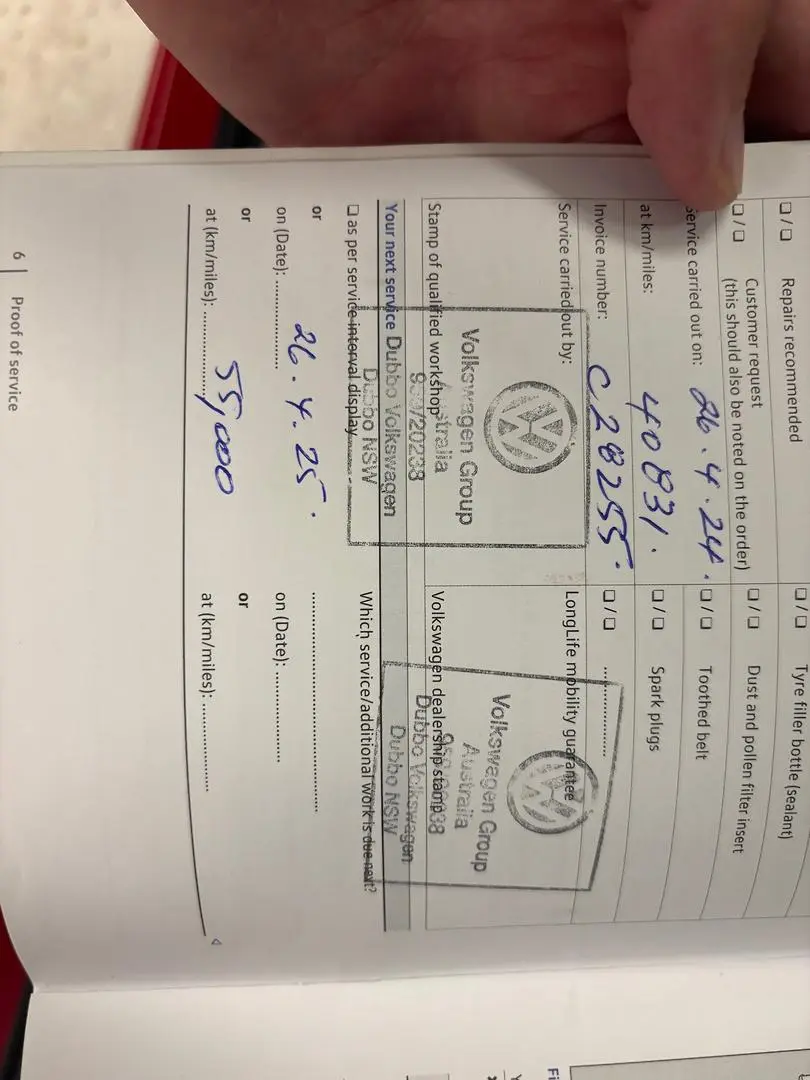 ❑ / ❑ Repairs recommended
❑ / ❑ Tyre filler bottle (sealant)
❑ / ❑ Customer request
(this should also be noted on the order)
❑ / ❑ Dust and pollen filter insert
Service carried out on: 26.4.24.
❑ / ❑ Toothed belt
at km/miles: 40831.
❑ / ❑ Spark plugs
Invoice number: C28255.
❑ / ❑ ....................
Service carried out by:
LongLife mobility guarantee
Volkswagen Group
Australia
Dubbo Volkswagen
Dubbo NSW
Stamp of qualified workshop
Volkswagen Group
Australia
Dubbo Volkswagen
Dubbo NSW
Volkswagen dealership stamp
Your next service
❑ as per service interval display
Which service/additional work is due next?
or
on (Date): 26.4.25.
on (Date): ....................
or
or
at (km/miles): 55,000
at (km/miles): ....................
6 | Proof of service